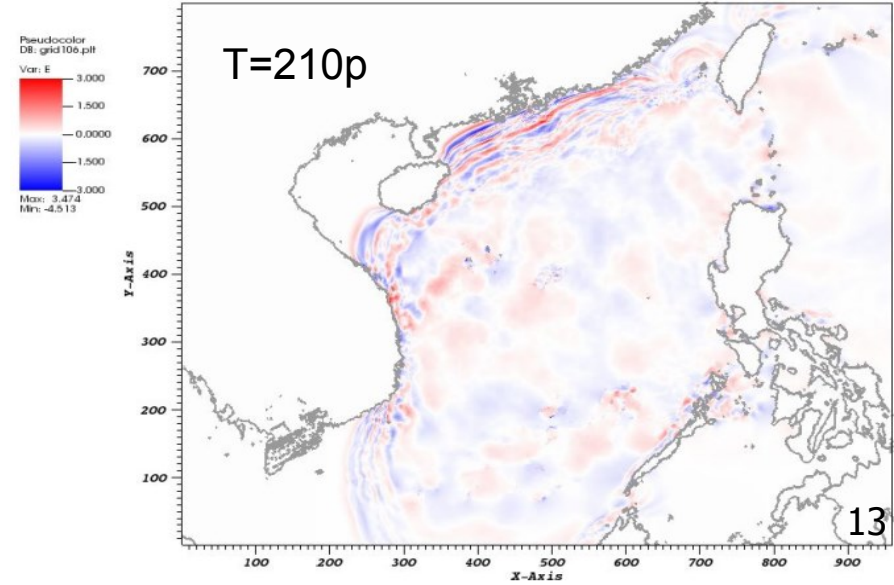 Pseudocolor
DB: grid106.plt
Var: E
3.000
1.500
0.0000
-1.500
-3.000
Max: 3.474
Min: -4.513
T=210p
Y-Axis
700
600
500
400
300
200
100
100 200 300 400 500 600 700 800 900
X-Axis
13